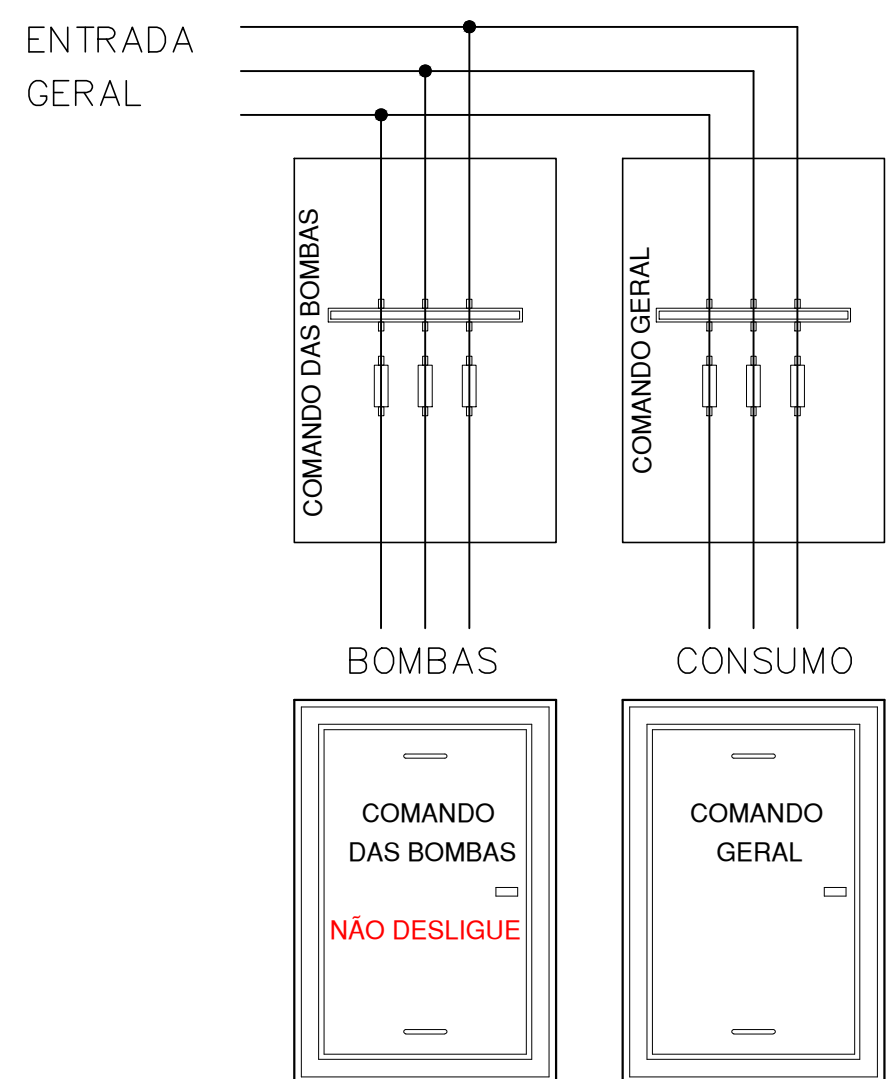 ENTRADA
GERAL
COMANDO DAS BOMBAS
COMANDO GERAL
BOMBAS
CONSUMO
COMANDO
DAS BOMBAS
NÃO DESLIGUE
COMANDO
GERAL